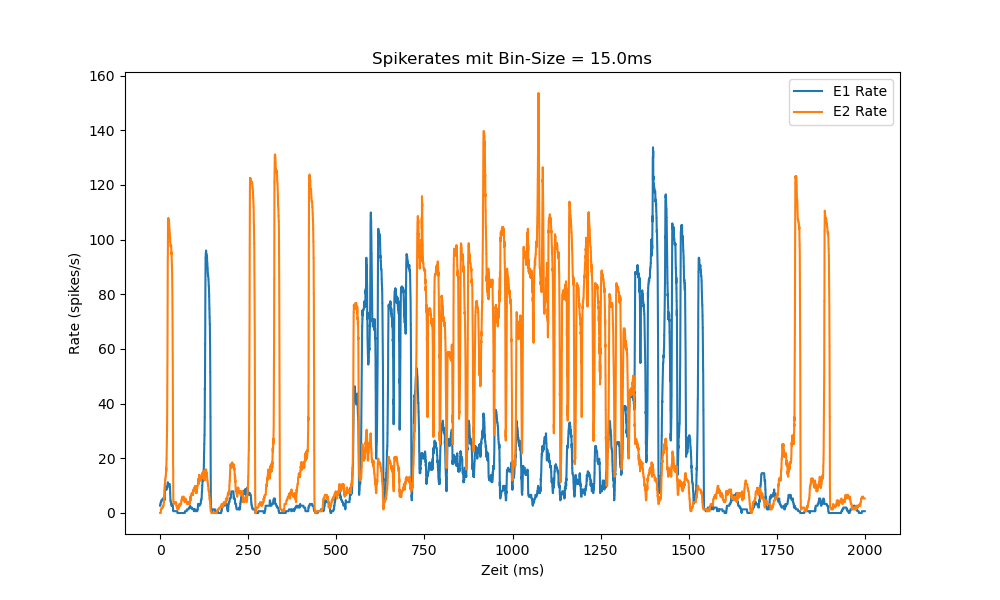 Spikerates mit Bin-Size = 15.0ms
E1 Rate
E2 Rate
160
140
120
100
80
60
40
20
0
Rate (spikes/s)
0 250 500 750 1000 1250 1500 1750 2000
Zeit (ms)